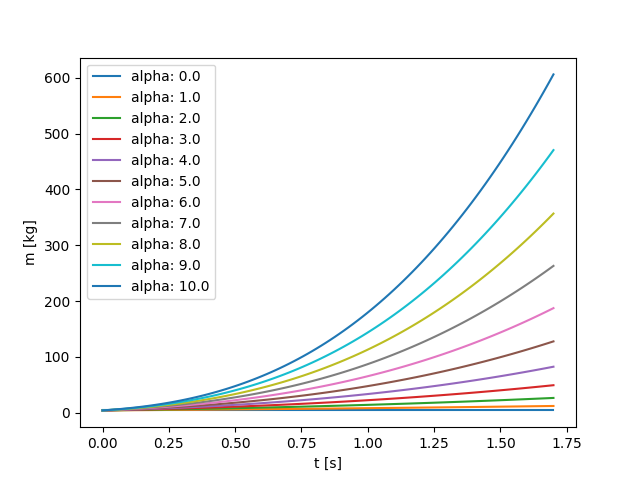 600
500
400
300
200
100
0
m [kg]
alpha: 0.0
alpha: 1.0
alpha: 2.0
alpha: 3.0
alpha: 4.0
alpha: 5.0
alpha: 6.0
alpha: 7.0
alpha: 8.0
alpha: 9.0
alpha: 10.0
0.00 0.25 0.50 0.75 1.00 1.25 1.50 1.75
t [s]